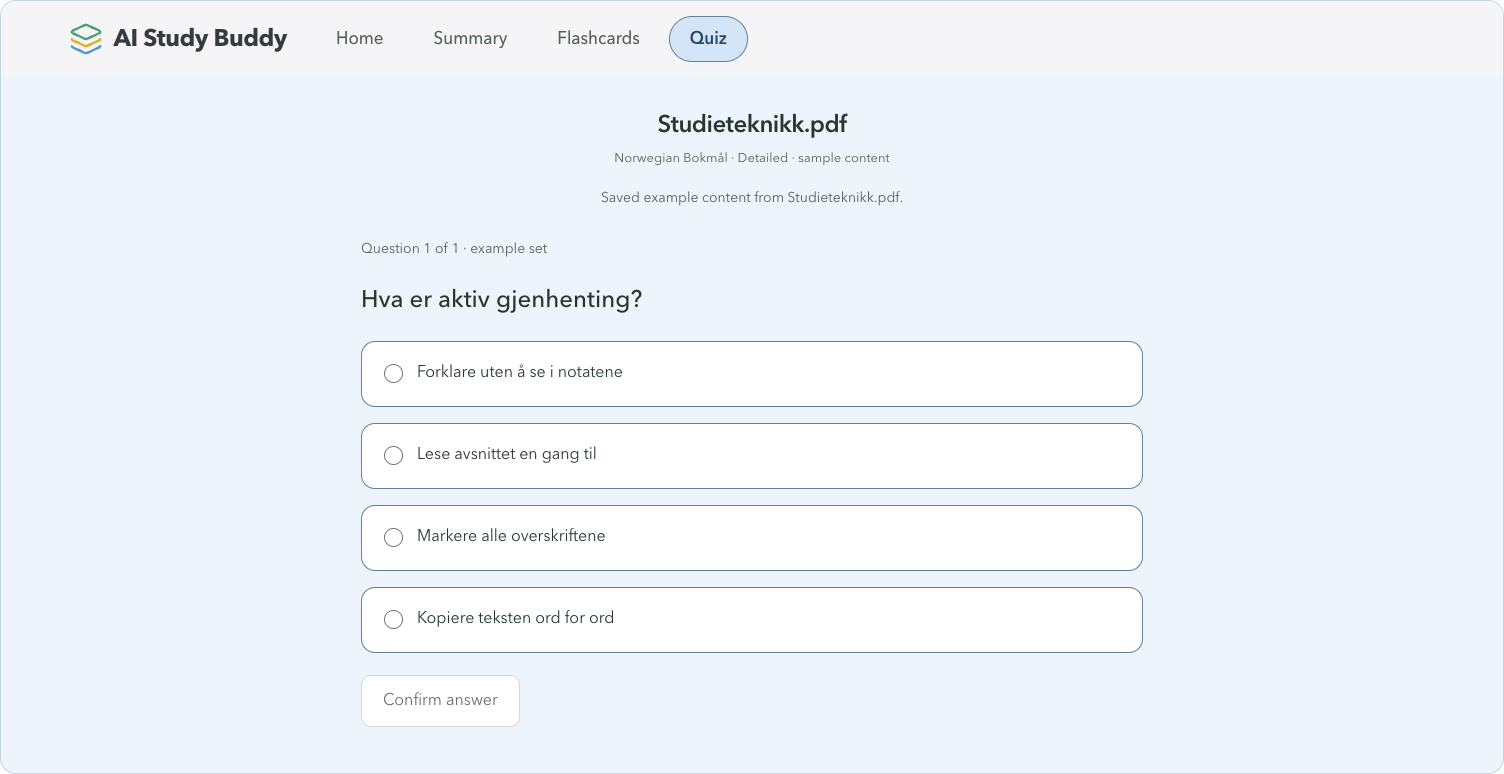 AI Study Buddy Home Summary Flashcards Quiz
Studieteknikk.pdf
Norwegian Bokmål · Detailed · sample content
Saved example content from Studieteknikk.pdf.
Question 1 of 1 · example set
Hva er aktiv gjenhenting?
Forklare uten å se i notatene
Lese avsnittet en gang til
Markere alle overskriftene
Kopiere teksten ord for ord
Confirm answer